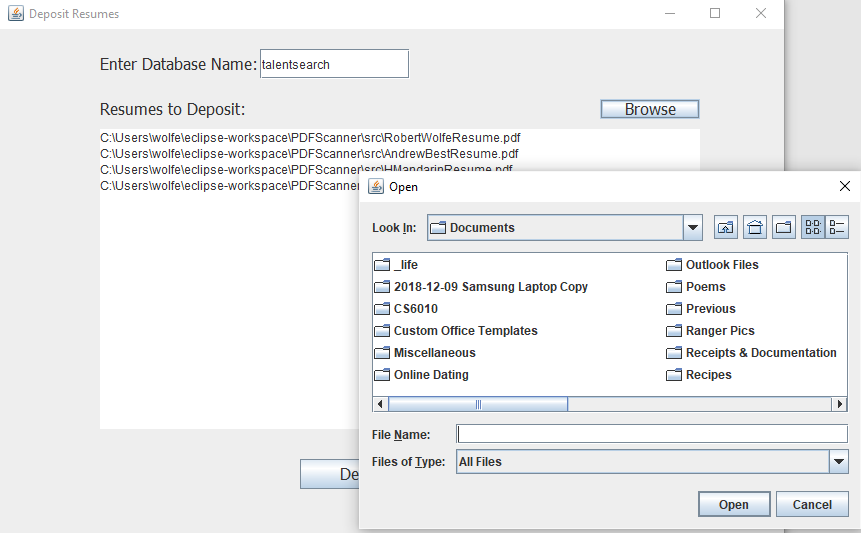 Deposit Resumes
Enter Database Name: talentsearch
Resumes to Deposit:
Browse
C:\Users\wolfe\eclipse-workspace\PDFScanner\src\RobertWolfeResume.pdf
C:\Users\wolfe\eclipse-workspace\PDFScanner\src\AndrewBestResume.pdf
C:\Users\wolfe\eclipse-workspace\PDFScanner\src\HMandarinResume.pdf
C:\Users\wolfe\eclipse-workspace\PDFScanner
De
Open
Look In: Documents
_life
2018-12-09 Samsung Laptop Copy
CS6010
Custom Office Templates
Miscellaneous
Online Dating
Outlook Files
Poems
Previous
Ranger Pics
Receipts & Documentation
Recipes
File Name:
Files of Type: All Files
Open
Cancel